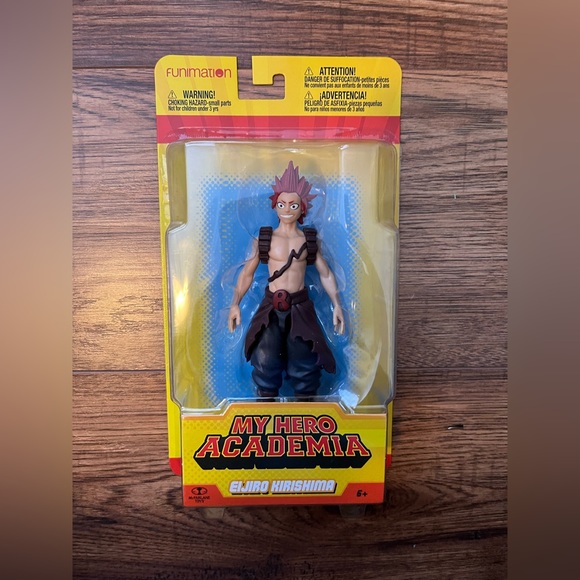 FUNIMATION
WARNING!
CHOKING HAZARD-small parts
Not for children under 3 yrs
ATTENTION!
DANGER DE SUFFOCATION-petites pièces
Ne convient pas aux enfants de moins de 3 ans
¡ADVERTENCIA!
PELIGRO DE ASFIXIA-piezas pequeñas
No para niños menores de 3 años
R
MY HERO
ACADEMIA
EIJIRO KIRISHIMA
McFARLANE
TOYS
6+